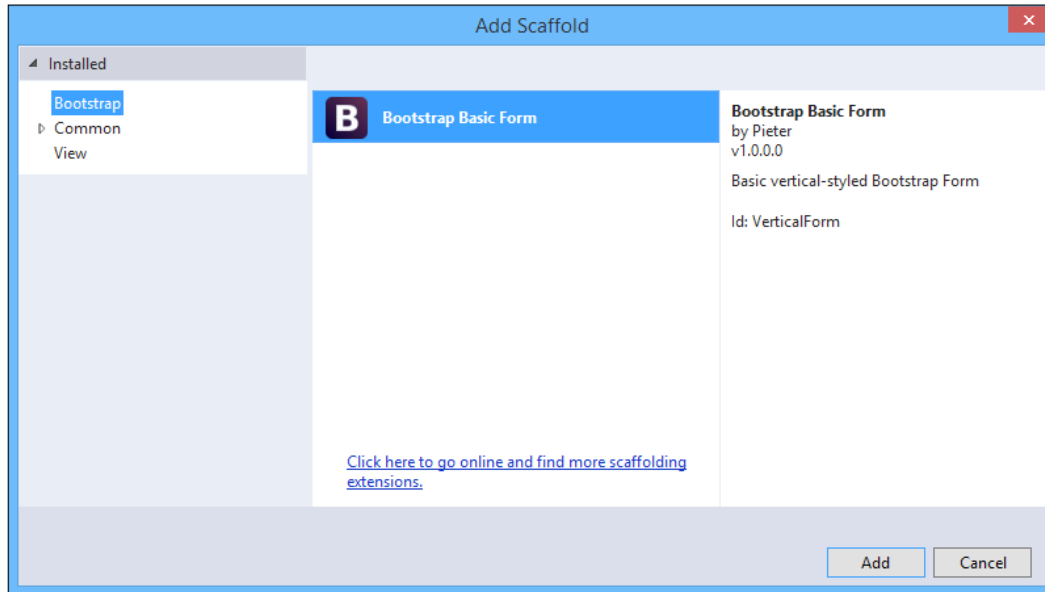 Add Scaffold
Installed
Bootstrap
Common
View
B
Bootstrap Basic Form
Click here to go online and find more scaffolding
extensions.
Bootstrap Basic Form
by Pieter
v1.0.0.0
Basic vertical-styled Bootstrap Form
Id: VerticalForm
Add
Cancel